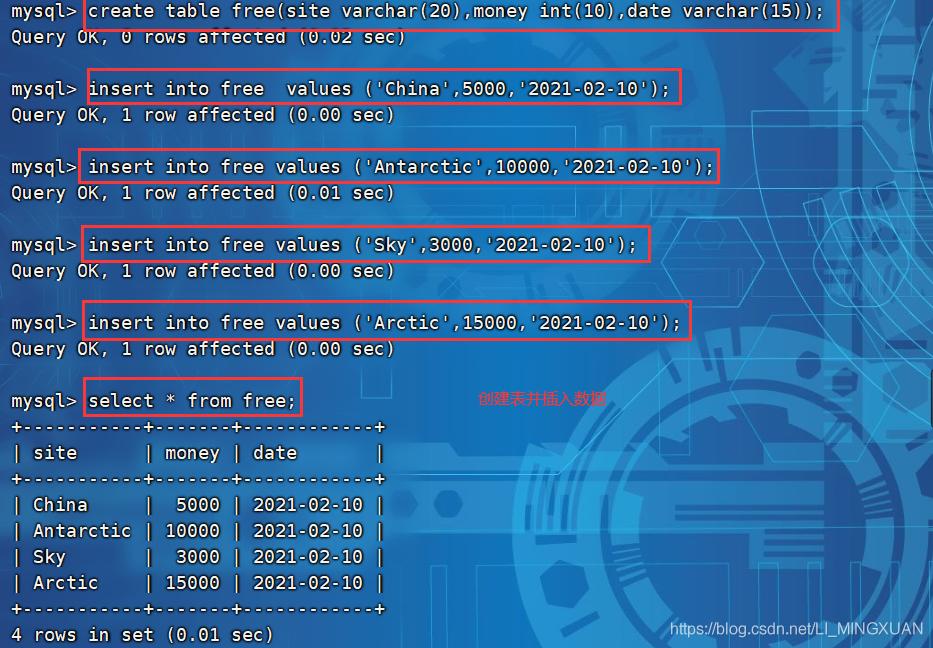 mysql> create table free(site varchar(20),money int(10),date varchar(15));
Query OK, 0 rows affected (0.02 sec)
mysql> insert into free  values ('China',5000,'2021-02-10');
Query OK, 1 row affected (0.00 sec)
mysql> insert into free values ('Antarctic',10000,'2021-02-10');
Query OK, 1 row affected (0.01 sec)
mysql> insert into free values ('Sky',3000,'2021-02-10');
Query OK, 1 row affected (0.00 sec)
mysql> insert into free values ('Arctic',15000,'2021-02-10');
Query OK, 1 row affected (0.00 sec)
mysql> select * from free;
创建表并插入数据
+-----------+-------+------------+
| site      | money | date       |
+-----------+-------+------------+
| China     |  5000 | 2021-02-10 |
| Antarctic | 10000 | 2021-02-10 |
| Sky       |  3000 | 2021-02-10 |
| Arctic    | 15000 | 2021-02-10 |
+-----------+-------+------------+
4 rows in set (0.01 sec)
https://blog.csdn.net/LI_MINGXUAN